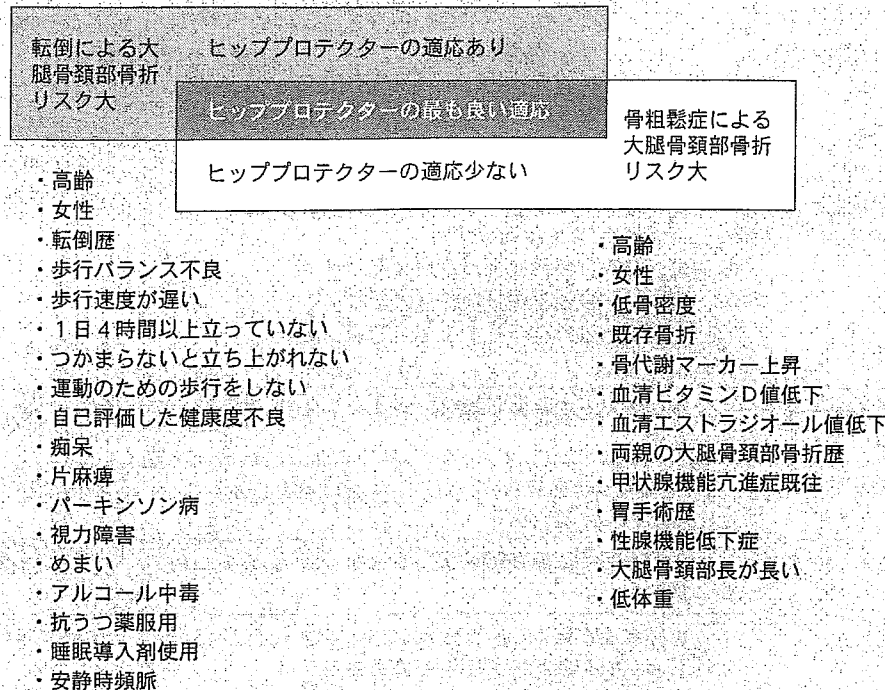 転倒による大
腿骨頚部骨折
リスク大
ヒッププロテクターの適応あり
ヒッププロテクターの最も良い適応
ヒッププロテクターの適応少ない
骨粗鬆症による
大腿骨頚部骨折
リスク大
・高齢
・女性
・転倒歴
・歩行バランス不良
・歩行速度が遅い
・1日4時間以上立っていない
・つかまらないと立ち上がれない
・運動のための歩行をしない
・自己評価した健康度不良
・痴呆
・片麻痺
・パーキンソン病
・視力障害
・めまい
・アルコール中毒
・抗うつ薬服用
・睡眠導入剤使用
・安静時頻脈
・高齢
・女性
・低骨密度
・既存骨折
・骨代謝マーカー上昇
・血清ビタミンD値低下
・血清エストラジオール値低下
・両親の大腿骨頚部骨折歴
・甲状腺機能亢進症既往
・胃手術歴
・性腺機能低下症
・大腿骨頚部長が長い
・低体重